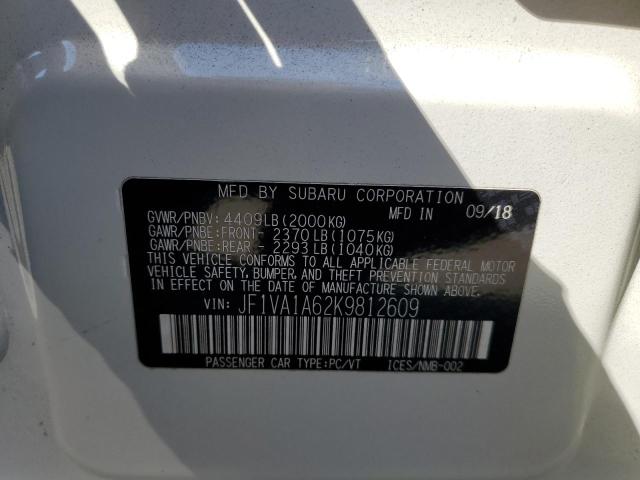 MFD BY SUBARU CORPORATION
GVWR/PNBV: 4409LB(2000KG) MFD IN 09/18
GAWR/PNBE:FRONT- 2370LB(1075KG)
GAWR/PNBE:REAR - 2293LB(1040KG)
THIS VEHICLE CONFORMS TO ALL APPLICABLE FEDERAL MOTOR
VEHICLE SAFETY, BUMPER, AND THEFT PREVENTION STANDARDS
IN EFFECT ON THE DATE OF MANUFACTURE SHOWN ABOVE.
VIN: JF1VA1A62K9812609
PASSENGER CAR TYPE:PC/VT ICES/NMB-002